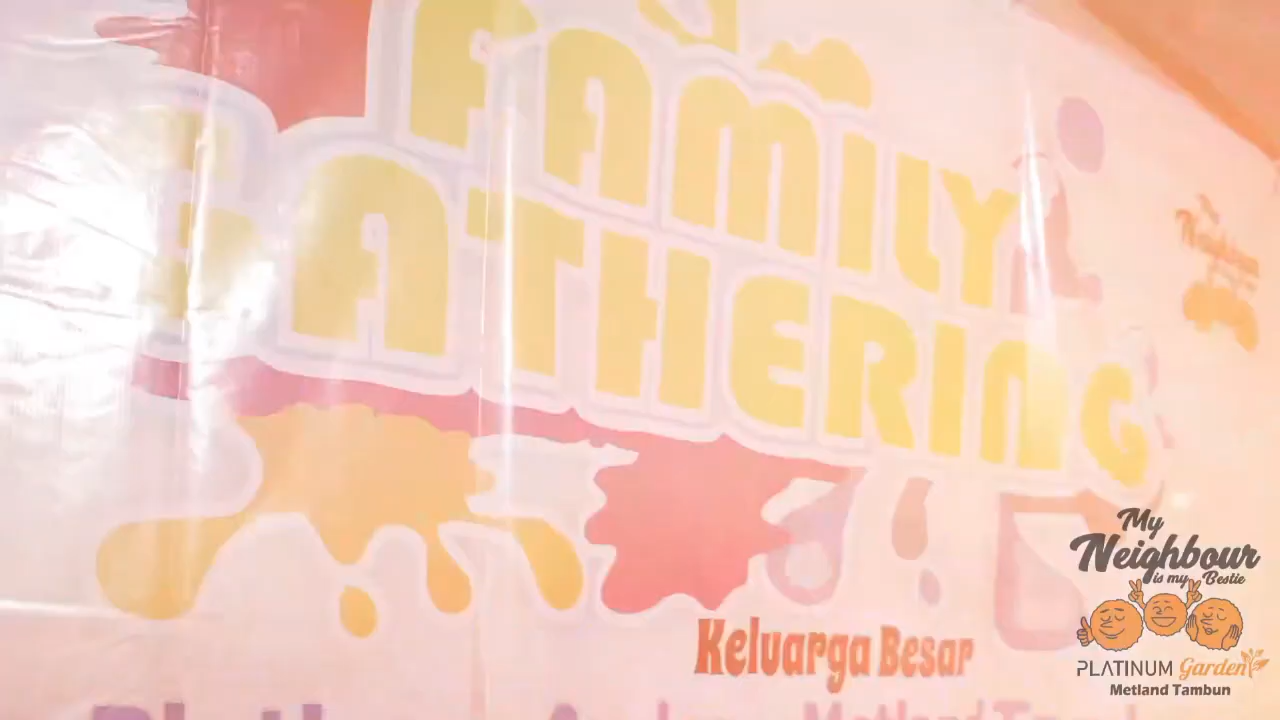 FAMILY
GATHERING
Keluarga Besar
My
Neighbour
is my Bestie
PLATINUM Garden
Metland Tambun